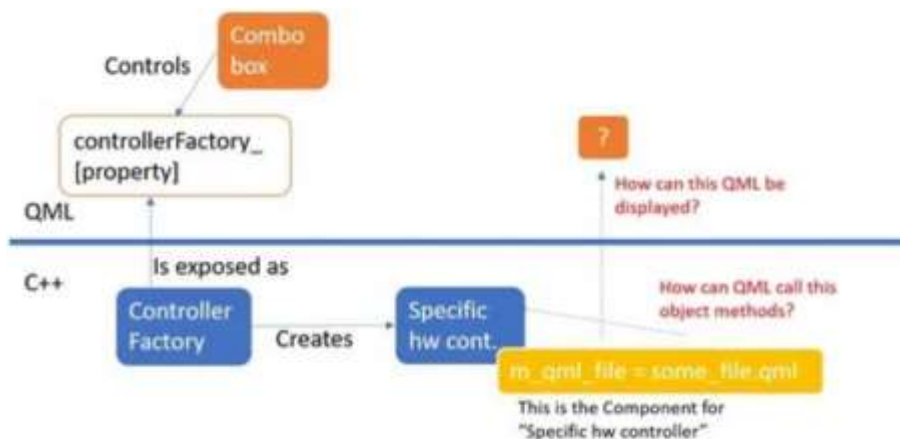 Combo
box
Controls
controllerFactory_
[property]
?
How can this QML be
displayed?
QML
Is exposed as
C++
How can QML call this
object methods?
Controller
Factory
Creates
Specific
hw cont.
m_qml_file = some_file.qml
This is the Component for
"Specific hw controller"